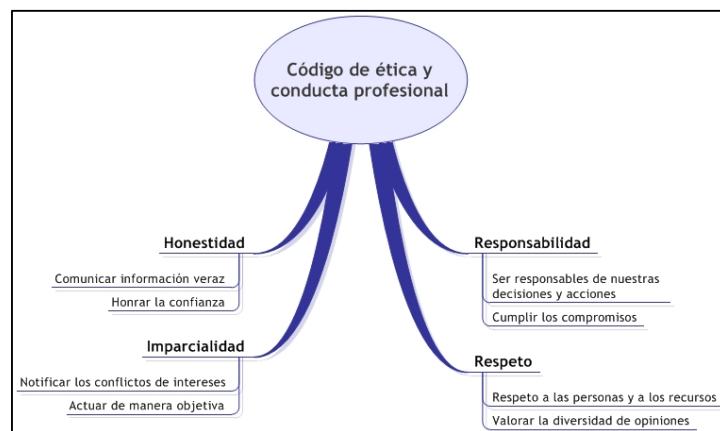 Código de ética y
conducta profesional
Honestidad
Comunicar información veraz
Honrar la confianza
Imparcialidad
Notificar los conflictos de intereses
Actuar de manera objetiva
Responsabilidad
Ser responsables de nuestras
decisiones y acciones
Cumplir los compromisos
Respeto
Respeto a las personas y a los recursos
Valorar la diversidad de opiniones